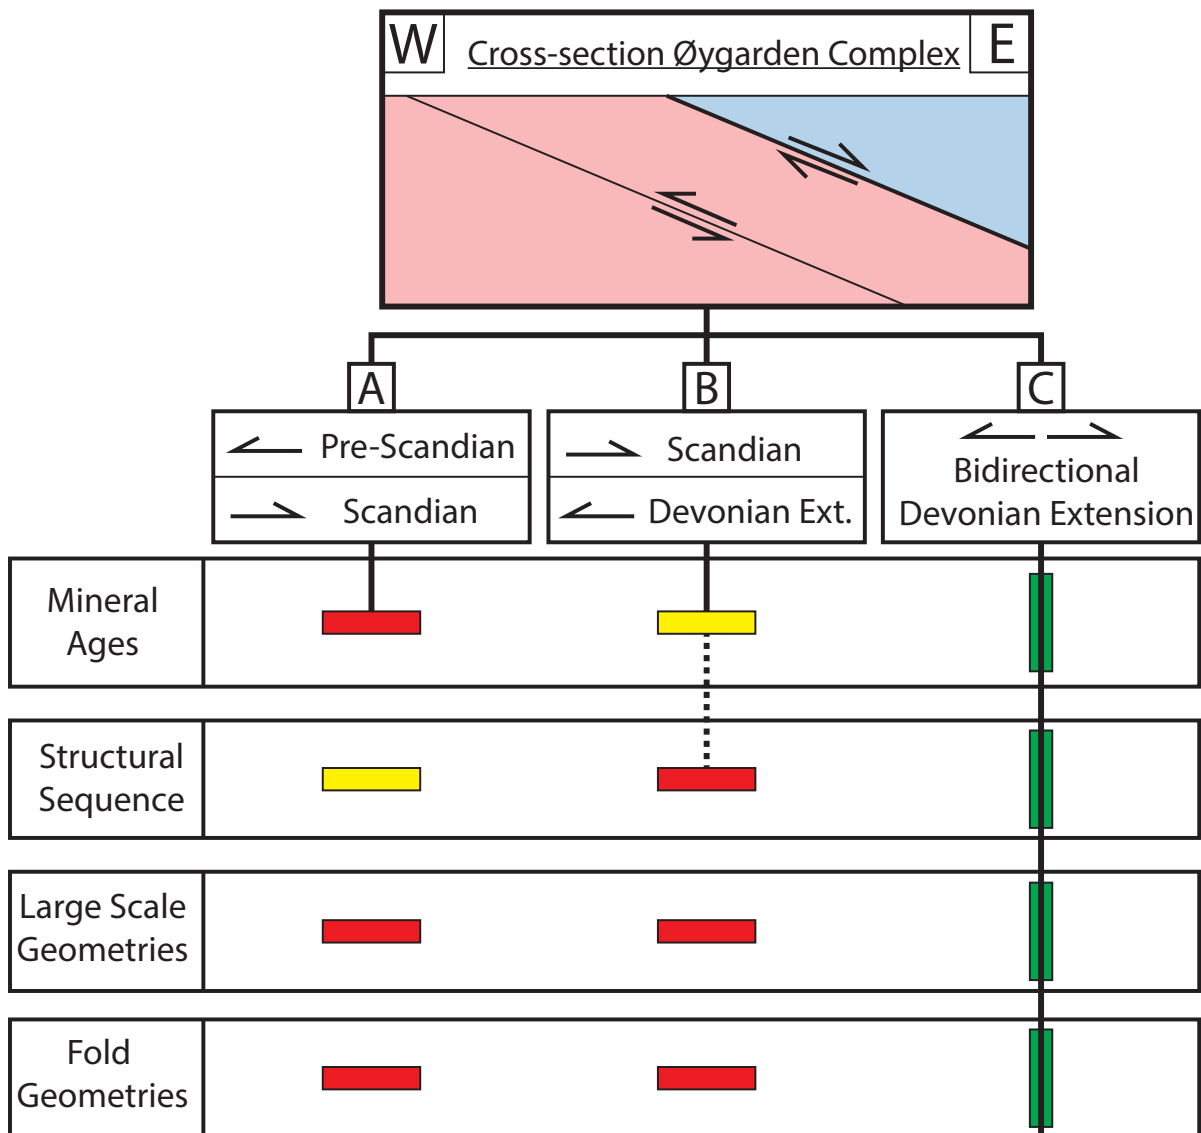 W
Cross-section Øygarden Complex
E
A
B
C
Pre-Scandian
Scandian
Scandian
Devonian Ext.
Bidirectional
Devonian Extension
Mineral
Ages
Structural
Sequence
Large Scale
Geometries
Fold
Geometries